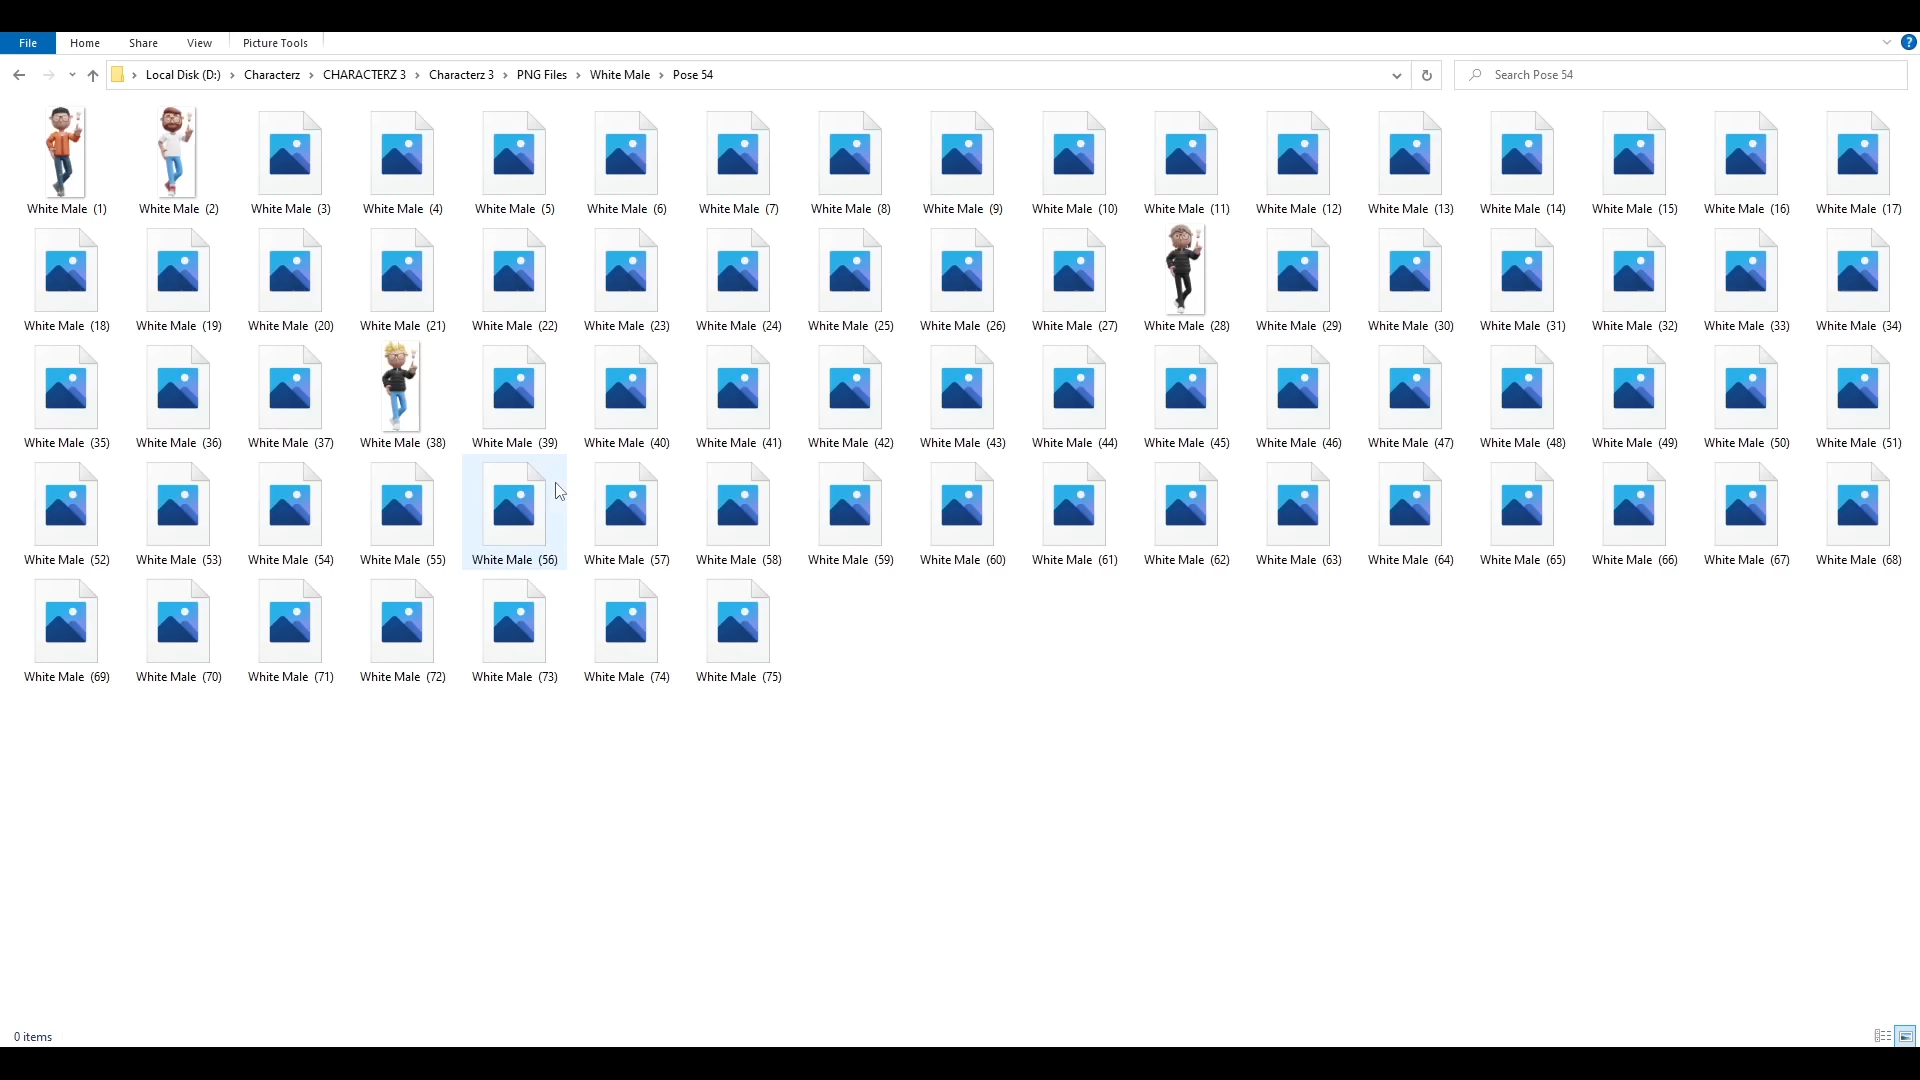 File Home Share View Picture Tools
Local Disk (D:) Characterz CHARACTERZ 3 Characterz 3 PNG Files White Male Pose 54 Search Pose 54
White Male (1) White Male (2) White Male (3) White Male (4) White Male (5) White Male (6) White Male (7) White Male (8) White Male (9) White Male (10) White Male (11) White Male (12) White Male (13) White Male (14) White Male (15) White Male (16) White Male (17)
White Male (18) White Male (19) White Male (20) White Male (21) White Male (22) White Male (23) White Male (24) White Male (25) White Male (26) White Male (27) White Male (28) White Male (29) White Male (30) White Male (31) White Male (32) White Male (33) White Male (34)
White Male (35) White Male (36) White Male (37) White Male (38) White Male (39) White Male (40) White Male (41) White Male (42) White Male (43) White Male (44) White Male (45) White Male (46) White Male (47) White Male (48) White Male (49) White Male (50) White Male (51)
White Male (52) White Male (53) White Male (54) White Male (55) White Male (56) White Male (57) White Male (58) White Male (59) White Male (60) White Male (61) White Male (62) White Male (63) White Male (64) White Male (65) White Male (66) White Male (67) White Male (68)
White Male (69) White Male (70) White Male (71) White Male (72) White Male (73) White Male (74) White Male (75)
0 items